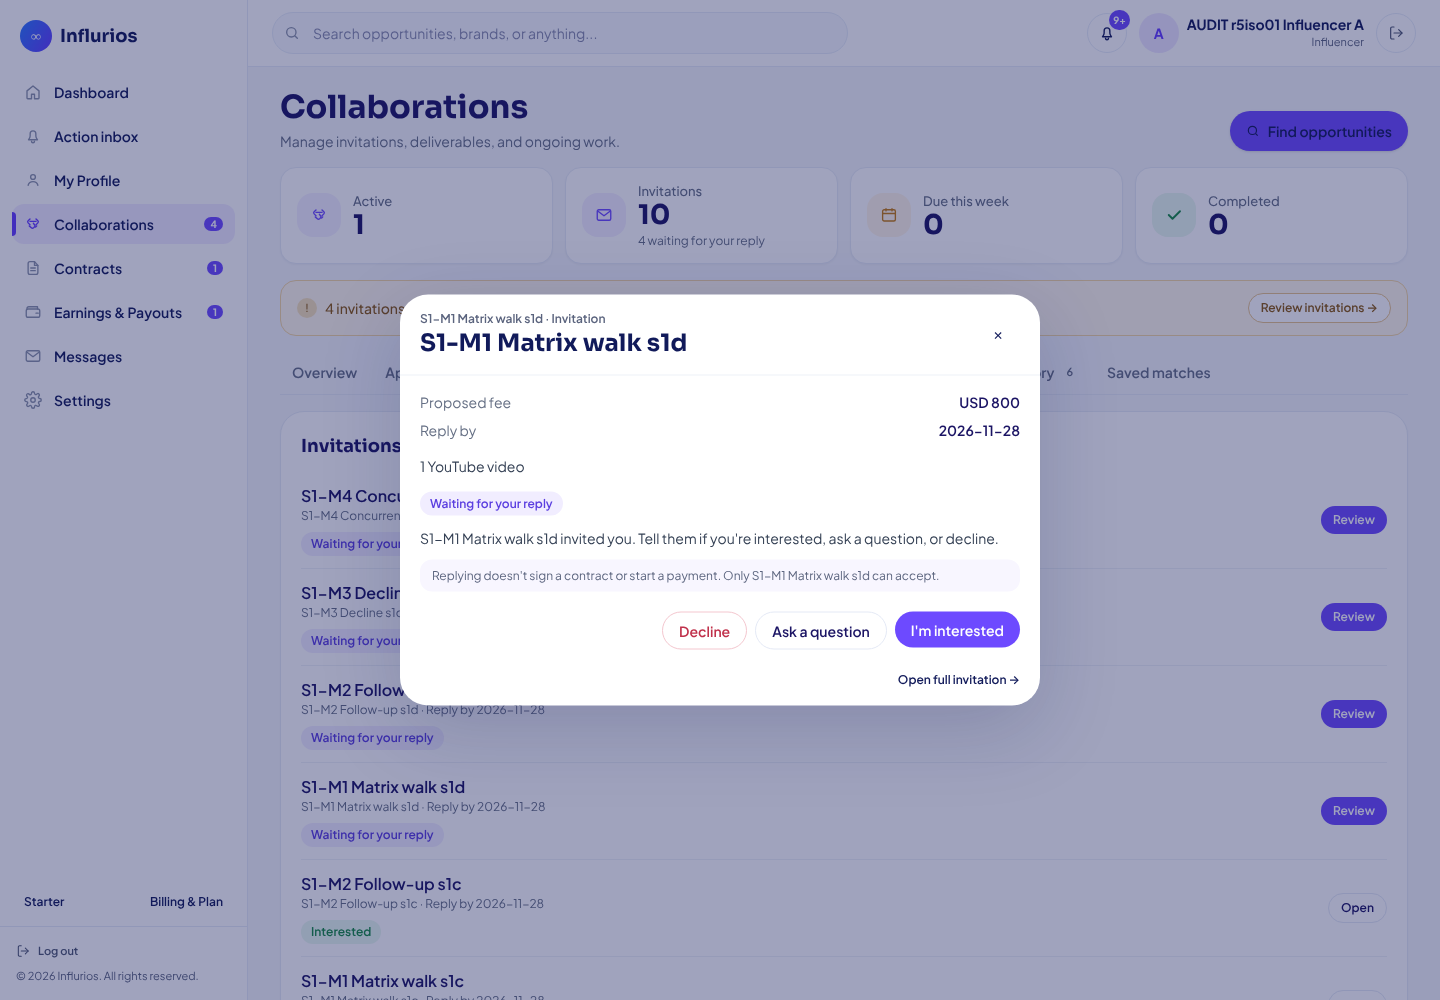 ∞ Influrios
Search opportunities, brands, or anything...
9+
A
AUDIT r5iso01 Influencer A
Influencer
Dashboard
Action inbox
My Profile
Collaborations 4
Contracts 1
Earnings & Payouts 1
Messages
Settings
Starter
Billing & Plan
Log out
© 2026 Influrios. All rights reserved.
Collaborations
Manage invitations, deliverables, and ongoing work.
Find opportunities
Active
1
Invitations
10
4 waiting for your reply
Due this week
0
Completed
0
! 4 invitations
Review invitations →
Overview
6
Saved matches
Invitations
S1-M4
S1-M4
Waiting for your
Review
S1-M3
S1-M3 Decline s1d
Waiting for your
Review
S1-M2
S1-M2 Follow-up s1d · Reply by 2026-11-28
Waiting for your reply
Review
S1-M1 Matrix walk s1d
S1-M1 Matrix walk s1d · Reply by 2026-11-28
Waiting for your reply
Review
S1-M2 Follow-up s1c
S1-M2 Follow-up s1c · Reply by 2026-11-28
Interested
Open
S1-M1 Matrix walk s1c
S1-M1 Matrix walk s1d · Invitation
S1-M1 Matrix walk s1d
×
Proposed fee
USD 800
Reply by
2026-11-28
1 YouTube video
Waiting for your reply
S1-M1 Matrix walk s1d invited you. Tell them if you're interested, ask a question, or decline.
Replying doesn't sign a contract or start a payment. Only S1-M1 Matrix walk s1d can accept.
Decline
Ask a question
I'm interested
Open full invitation →